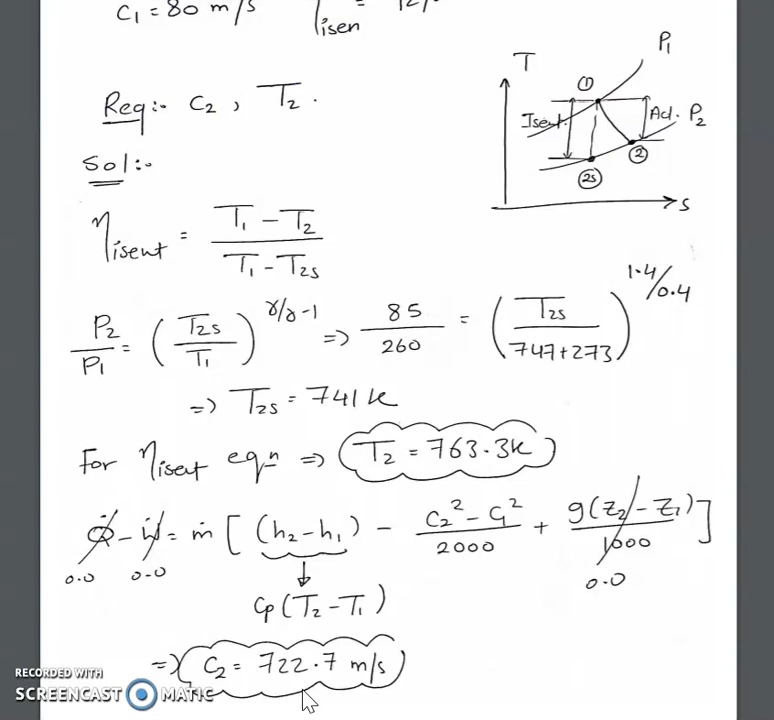 C₁ = 80 m/s ηisen =
Req:- C₂ , T₂ .
Sol:-
T P₁ ① Isent. Act. P₂ ② ②s s
ηisent = (T₁ - T₂) / (T₁ - T₂s)
P₂/P₁ = (T₂s/T₁)^(γ/γ-1) => 85/260 = (T₂s/(747+273))^(1.4/0.4)
=> T₂s = 741 K
For ηisent eqn => T₂ = 763.3K
Q̇ - Ẇ = ṁ [ (h₂-h₁) - (C₂² - C₁²)/2000 + g(Z₂-Z₁)/1000 ]
0.0 0.0 0.0
Cp(T₂ - T₁)
=> C₂ = 722.7 m/s
RECORDED WITH
SCREENCAST MATIC